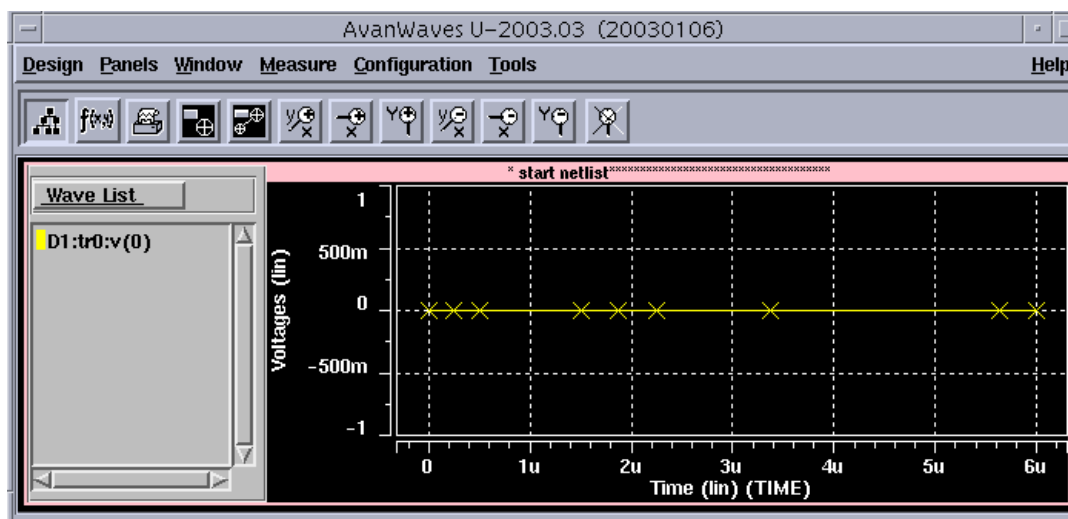 AvanWaves U-2003.03 (20030106)
Design Panels Window Measure Configuration Tools Help
f(x,y) y x x Y y x x Y
* start netlist*************************************
Wave List
D1:tr0:v(0)
Voltages (lin)
1
500m
0
-500m
-1
0 1u 2u 3u 4u 5u 6u
Time (lin) (TIME)